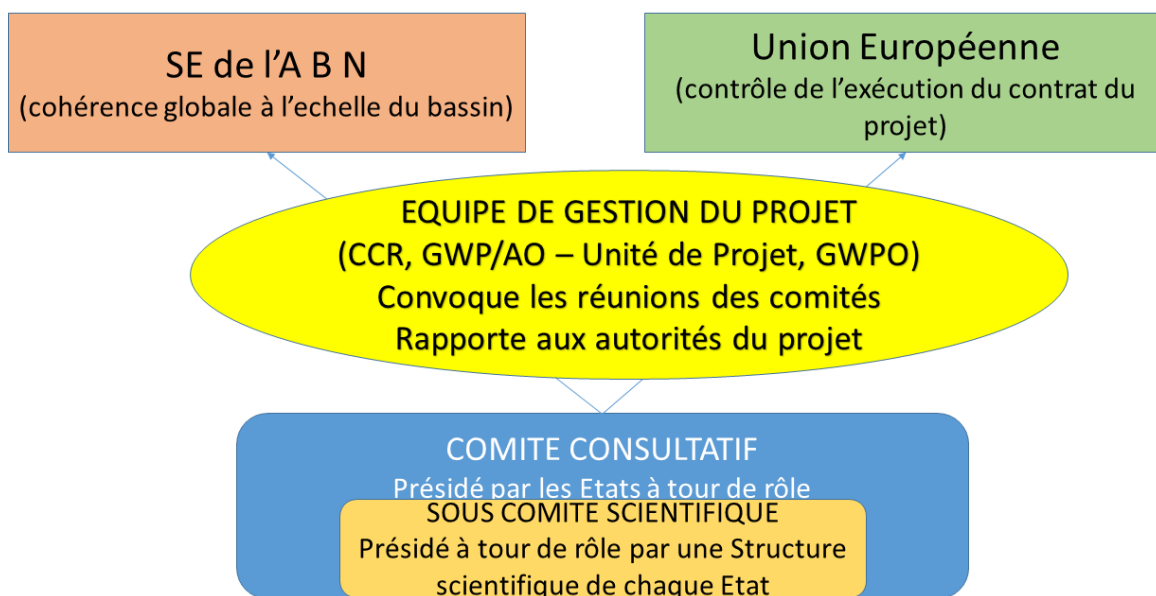 SE de l'A B N
(cohérence globale à l'echelle du bassin)
Union Européenne
(contrôle de l'exécution du contrat du
projet)
EQUIPE DE GESTION DU PROJET
(CCR, GWP/AO – Unité de Projet, GWPO)
Convoque les réunions des comités
Rapporte aux autorités du projet
COMITE CONSULTATIF
Présidé par les Etats à tour de rôle
SOUS COMITE SCIENTIFIQUE
Présidé à tour de rôle par une Structure
scientifique de chaque Etat